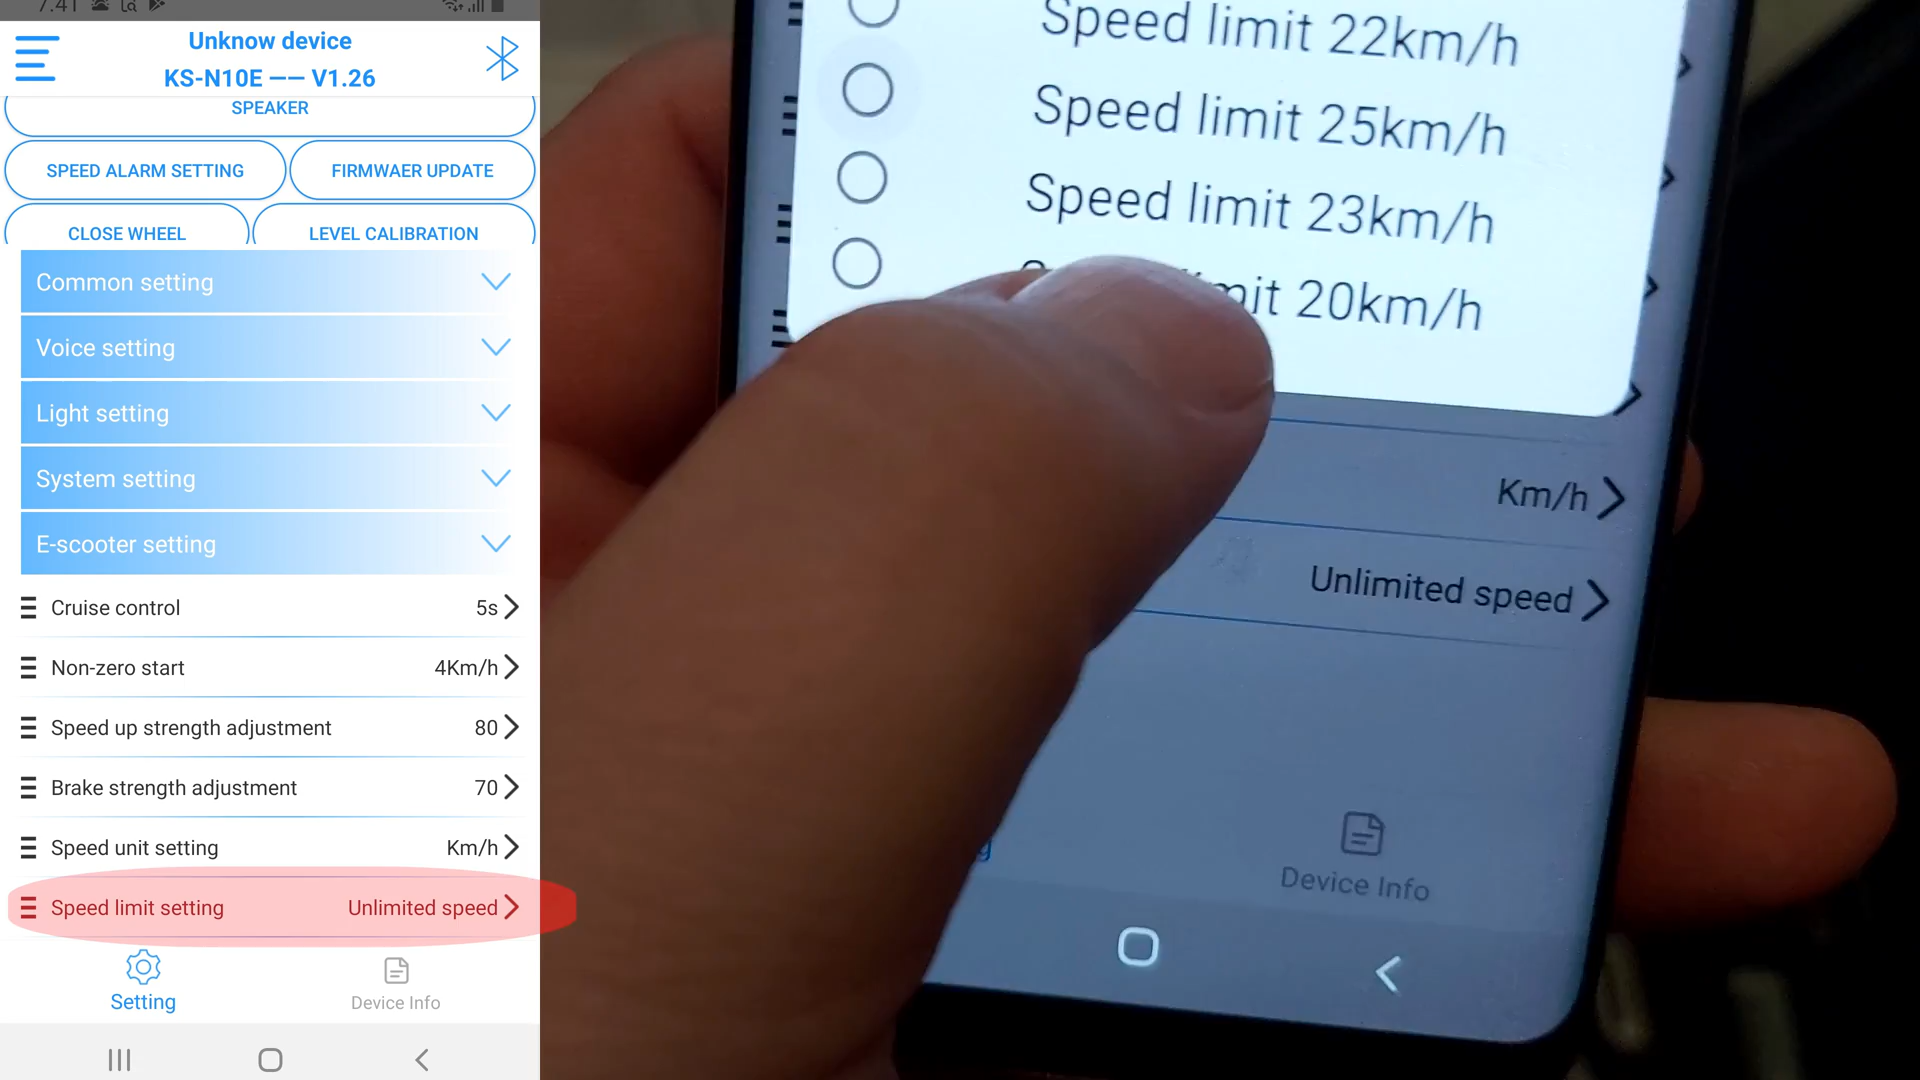 7:41
Unknow device
KS-N10E —— V1.26
SPEAKER
SPEED ALARM SETTING
FIRMWAER UPDATE
CLOSE WHEEL
LEVEL CALIBRATION
Common setting
Voice setting
Light setting
System setting
E-scooter setting
Cruise control 5s
Non-zero start 4Km/h
Speed up strength adjustment 80
Brake strength adjustment 70
Speed unit setting Km/h
Speed limit setting Unlimited speed
Setting
Device Info
Speed limit 22km/h
Speed limit 25km/h
Speed limit 23km/h
20km/h
Km/h
Unlimited speed
Device Info